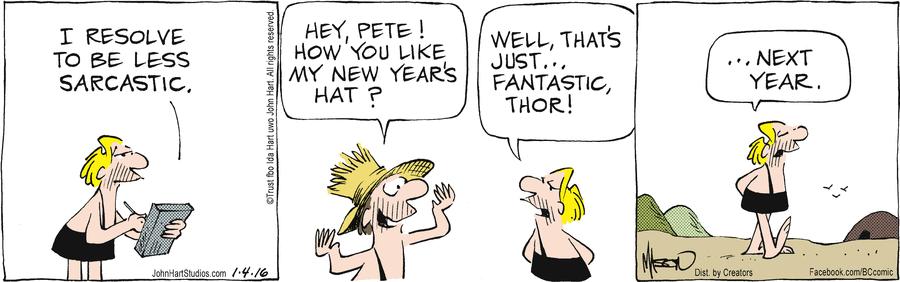 I RESOLVE
TO BE LESS
SARCASTIC.
JohnHartStudios.com 1·4·16
©Trust fbo Ida Hart uwo John Hart. All rights reserved.
HEY, PETE!
HOW YOU LIKE
MY NEW YEAR'S
HAT?
WELL, THAT'S
JUST...
FANTASTIC,
THOR!
...NEXT
YEAR.
MASON
Dist. by Creators
Facebook.com/BCcomic